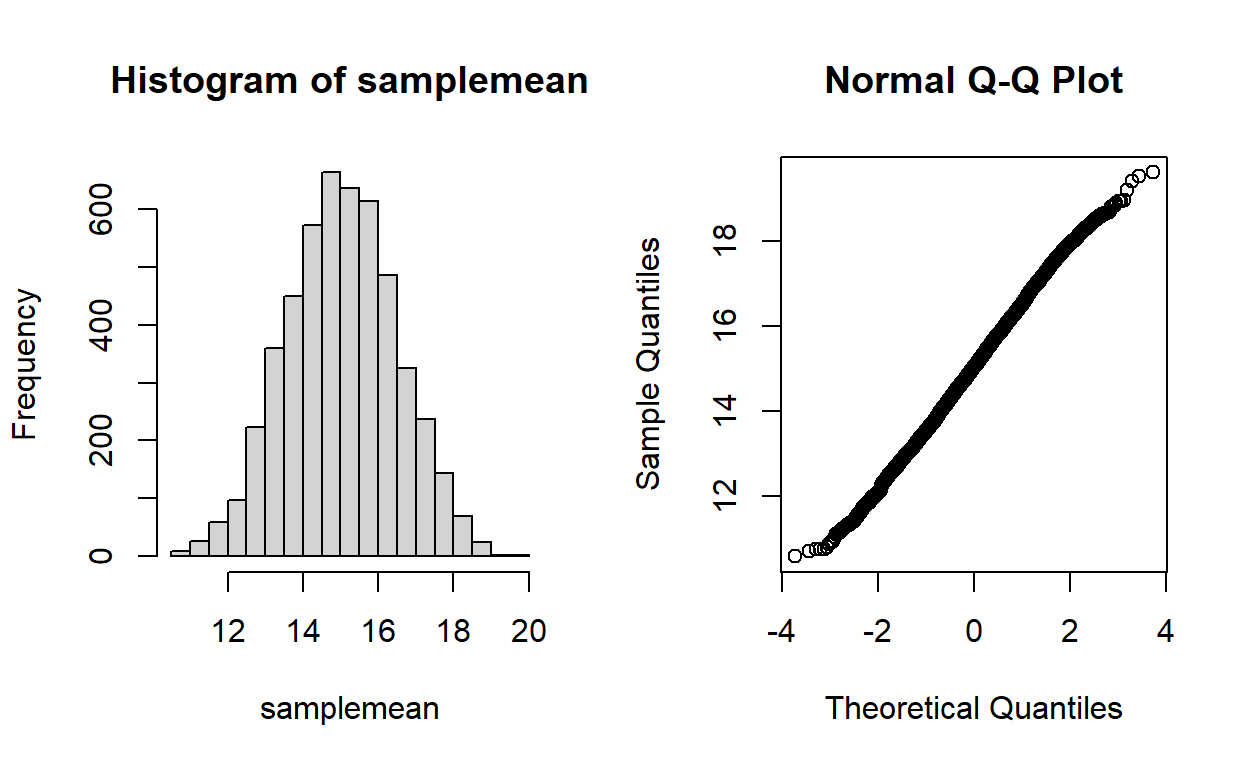 Histogram of samplemean
Frequency
0 200 400 600
12 14 16 18 20
samplemean
Normal Q-Q Plot
Sample Quantiles
12 14 16 18
-4 -2 0 2 4
Theoretical Quantiles